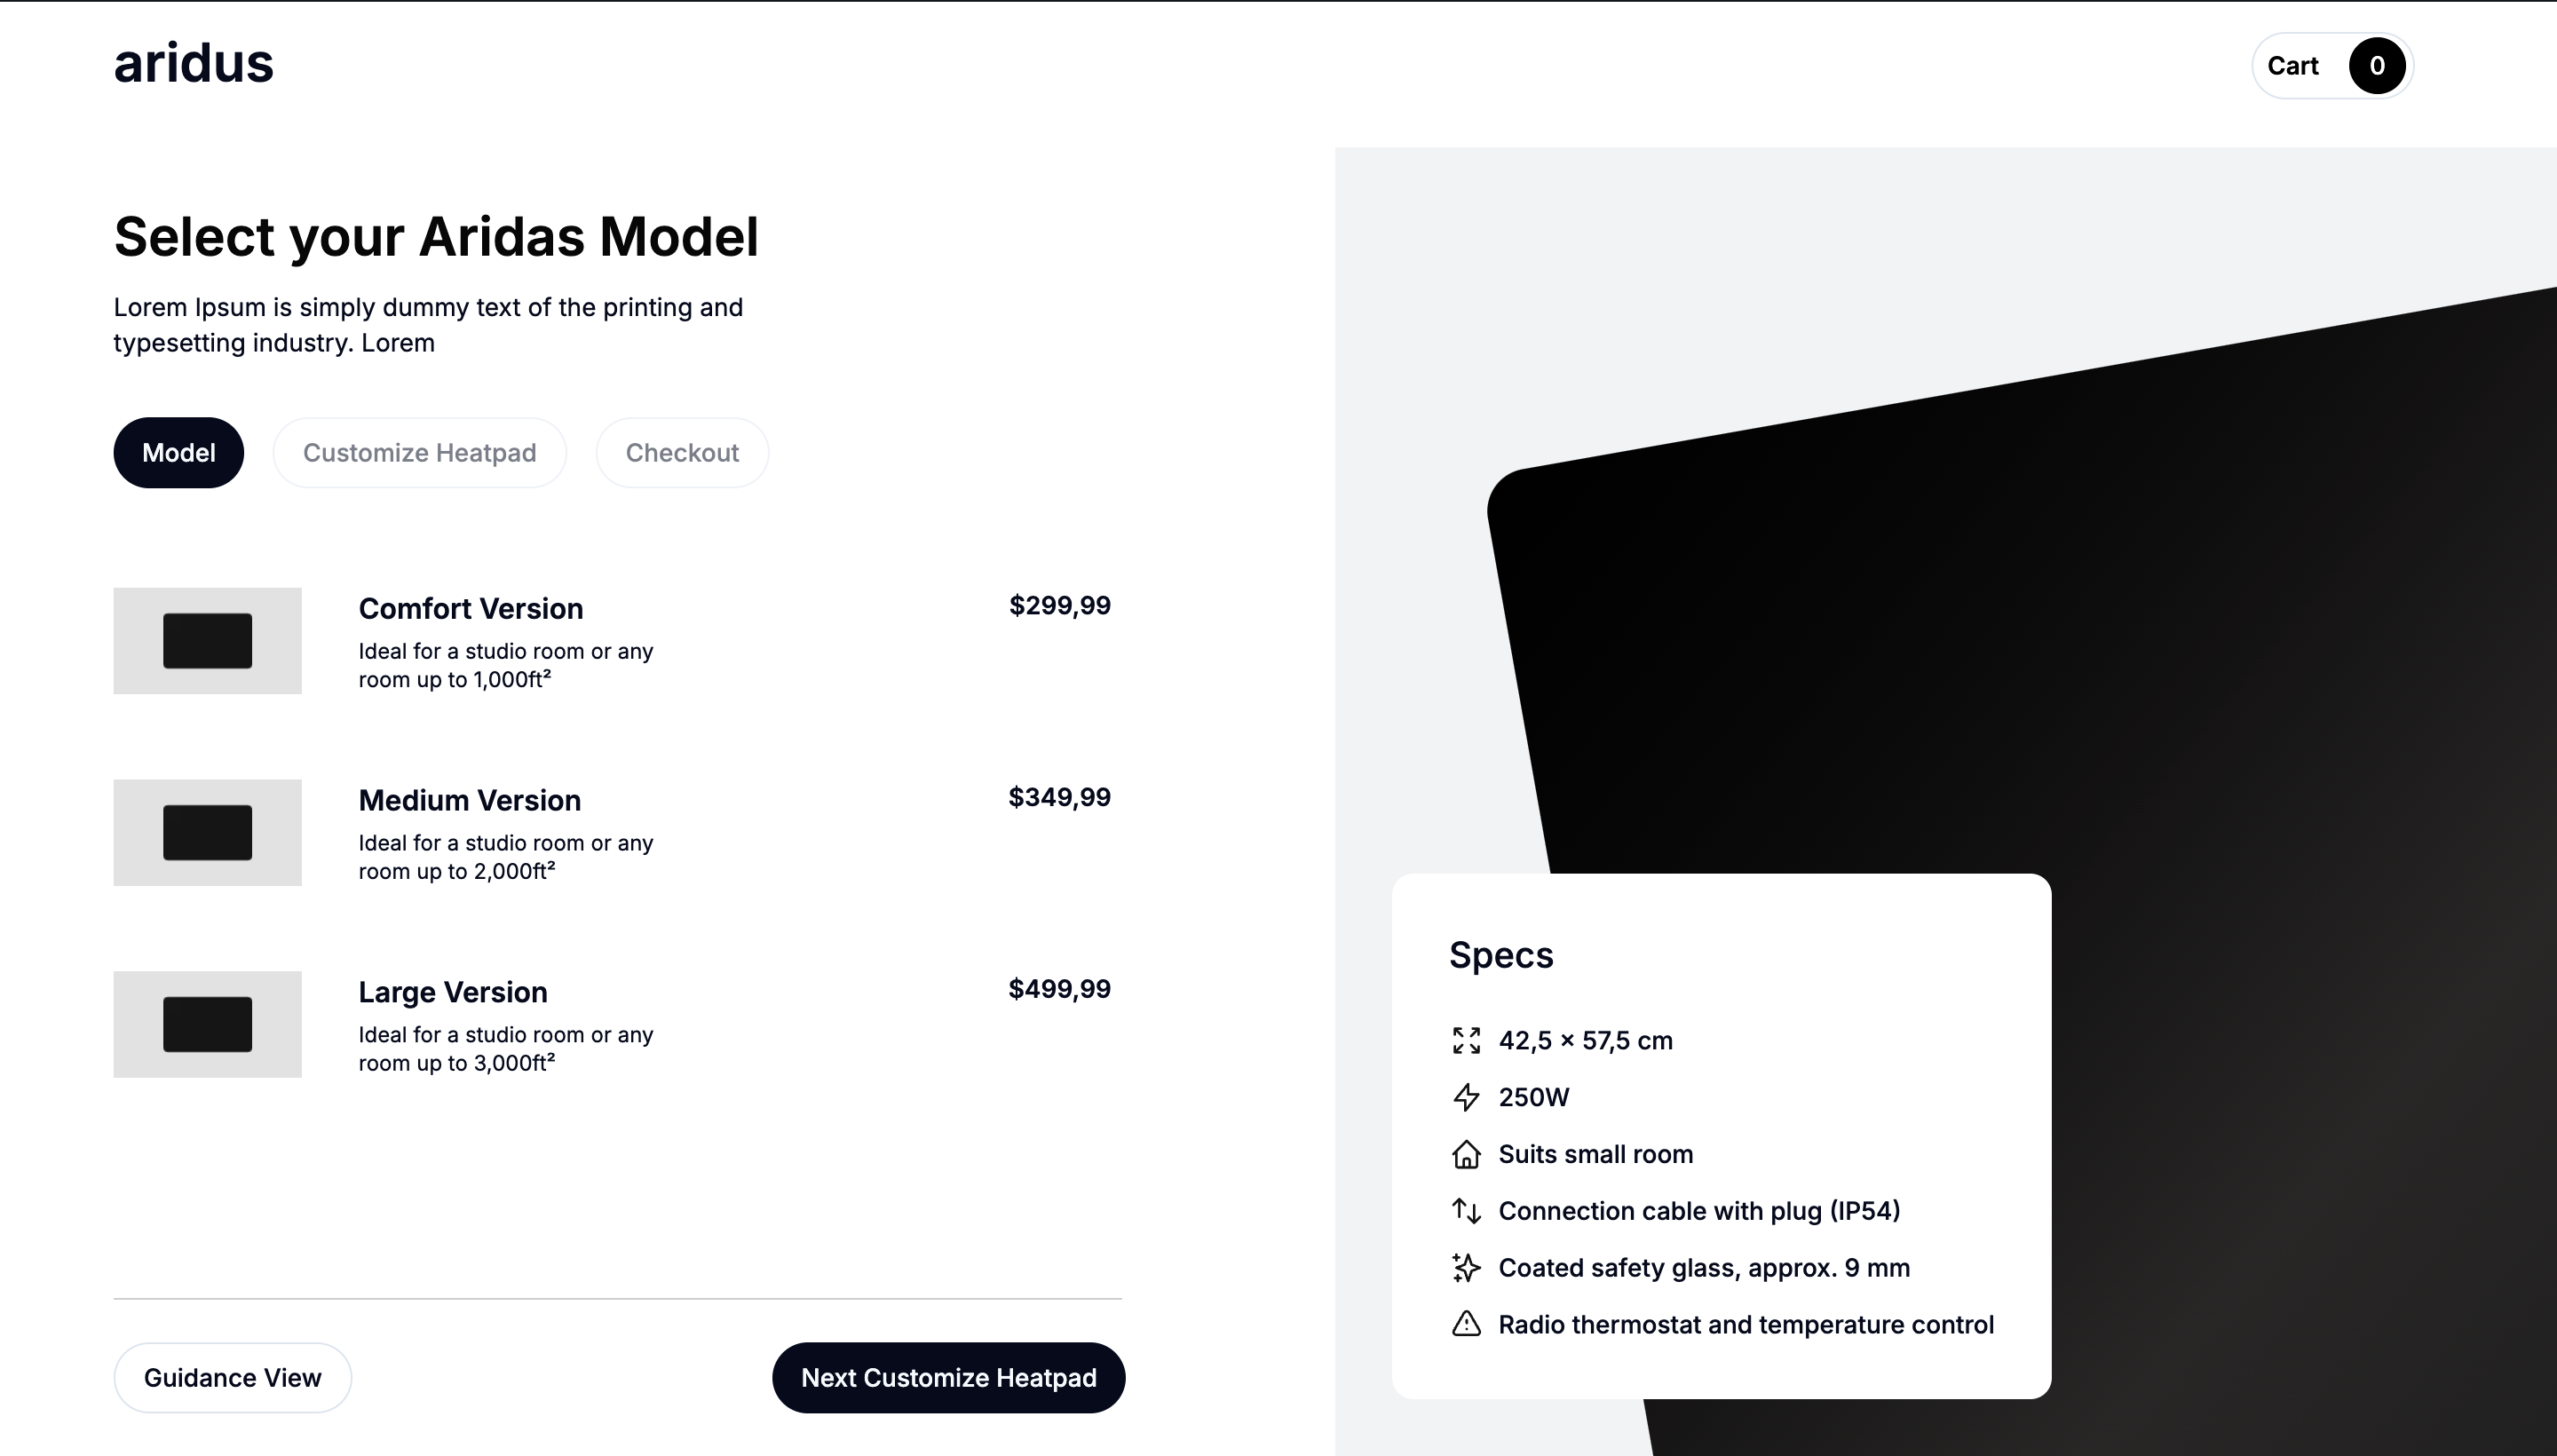 aridus
Cart 0
Select your Aridas Model
Lorem Ipsum is simply dummy text of the printing and
typesetting industry. Lorem
Model
Customize Heatpad
Checkout
Comfort Version
$299,99
Ideal for a studio room or any
room up to 1,000ft²
Medium Version
$349,99
Ideal for a studio room or any
room up to 2,000ft²
Large Version
$499,99
Ideal for a studio room or any
room up to 3,000ft²
Guidance View
Next Customize Heatpad
Specs
42,5 × 57,5 cm
250W
Suits small room
Connection cable with plug (IP54)
Coated safety glass, approx. 9 mm
Radio thermostat and temperature control